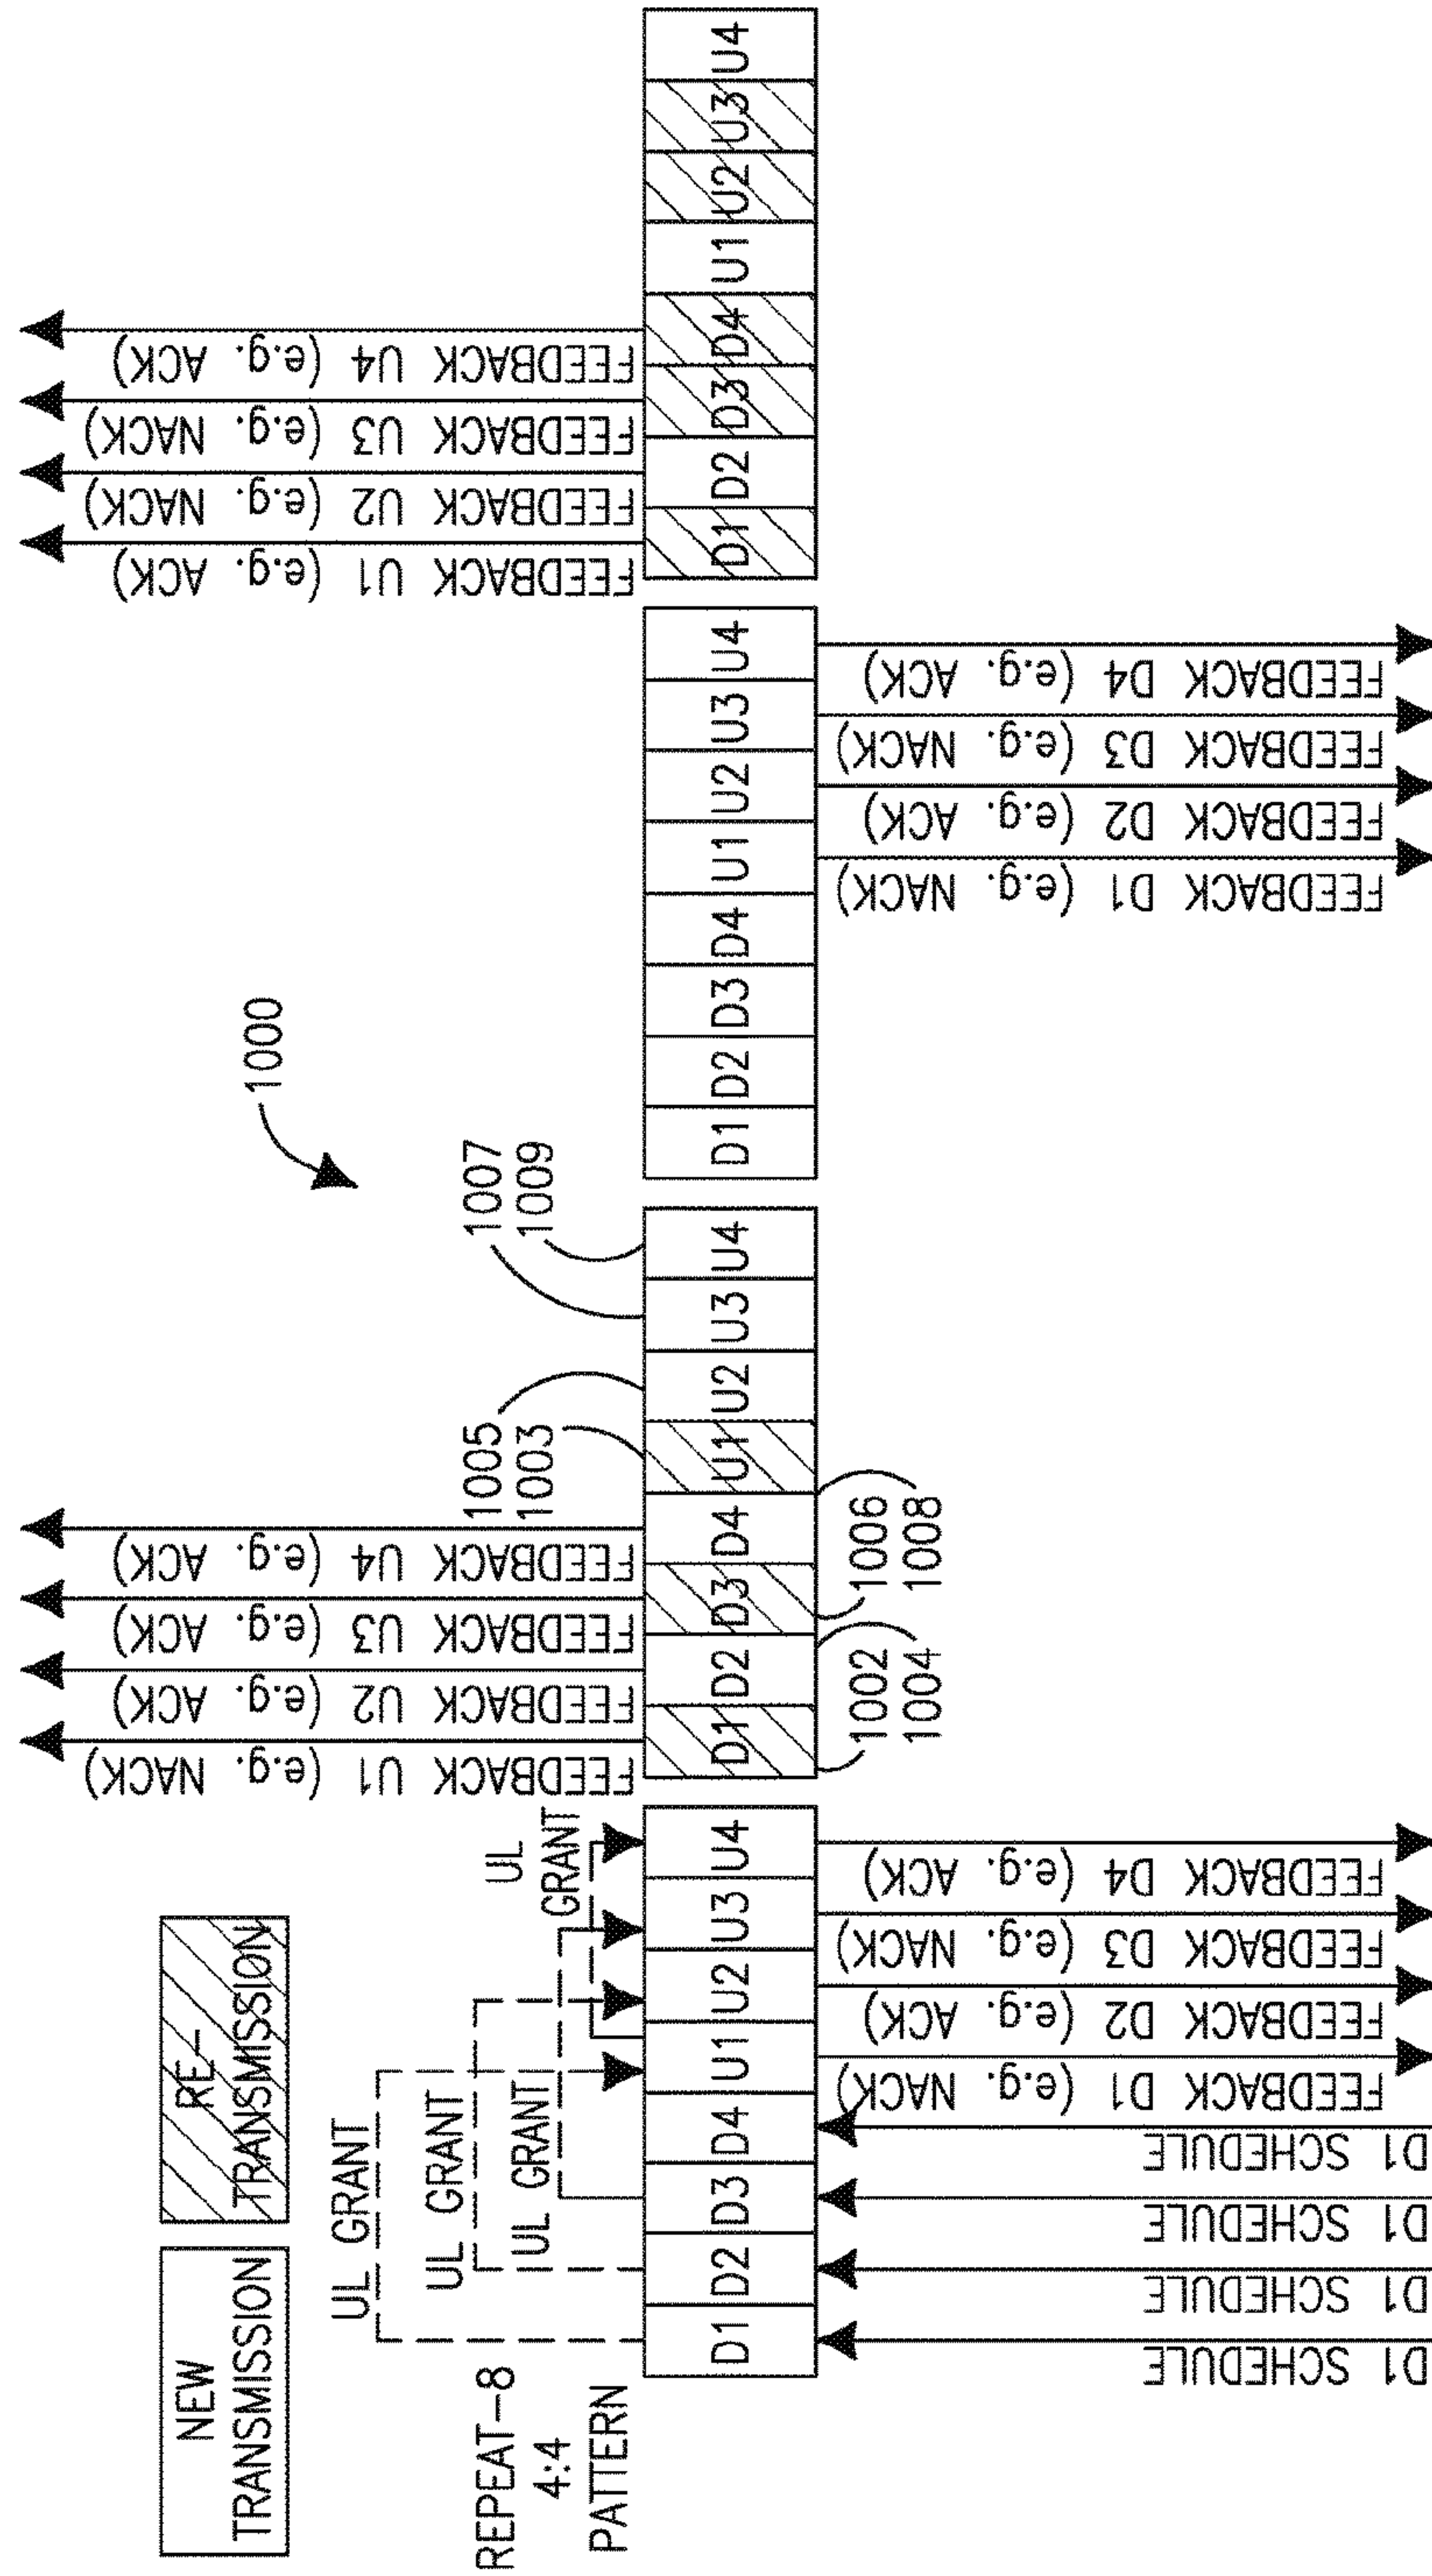 NEW
TRANSMISSION
RE-
TRANSMISSION
1000
REPEAT-8
4:4
PATTERN
UL GRANT
UL GRANT
UL GRANT
UL
GRANT
FEEDBACK U1 (e.g. NACK)
FEEDBACK U2 (e.g. ACK)
FEEDBACK U3 (e.g. ACK)
FEEDBACK U4 (e.g. ACK)
1005
1003
1007
1009
FEEDBACK U1 (e.g. ACK)
FEEDBACK U2 (e.g. NACK)
FEEDBACK U3 (e.g. NACK)
FEEDBACK U4 (e.g. ACK)
D1 D2 D3 D4 U1 U2 U3 U4
D1 D2 D3 D4 U1 U2 U3 U4
D1 D2 D3 D4 U1 U2 U3 U4
D1 D2 D3 D4 U1 U2 U3 U4
D1 SCHEDULE
D1 SCHEDULE
D1 SCHEDULE
D1 SCHEDULE
FEEDBACK D1 (e.g. NACK)
FEEDBACK D2 (e.g. ACK)
FEEDBACK D3 (e.g. NACK)
FEEDBACK D4 (e.g. ACK)
1002
1004
1006
1008
FEEDBACK D1 (e.g. NACK)
FEEDBACK D2 (e.g. ACK)
FEEDBACK D3 (e.g. NACK)
FEEDBACK D4 (e.g. ACK)